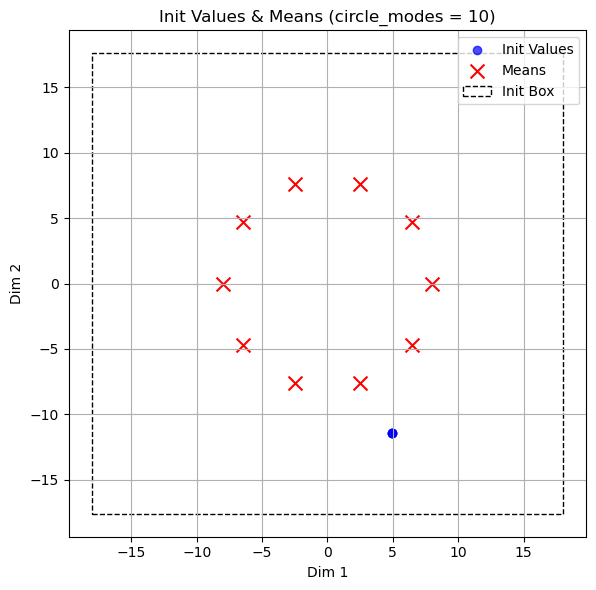 Init Values & Means (circle_modes = 10)
Init Values
Means
Init Box
Dim 2
15
10
5
0
−5
−10
−15
−15
−10
−5
0
5
10
15
Dim 1